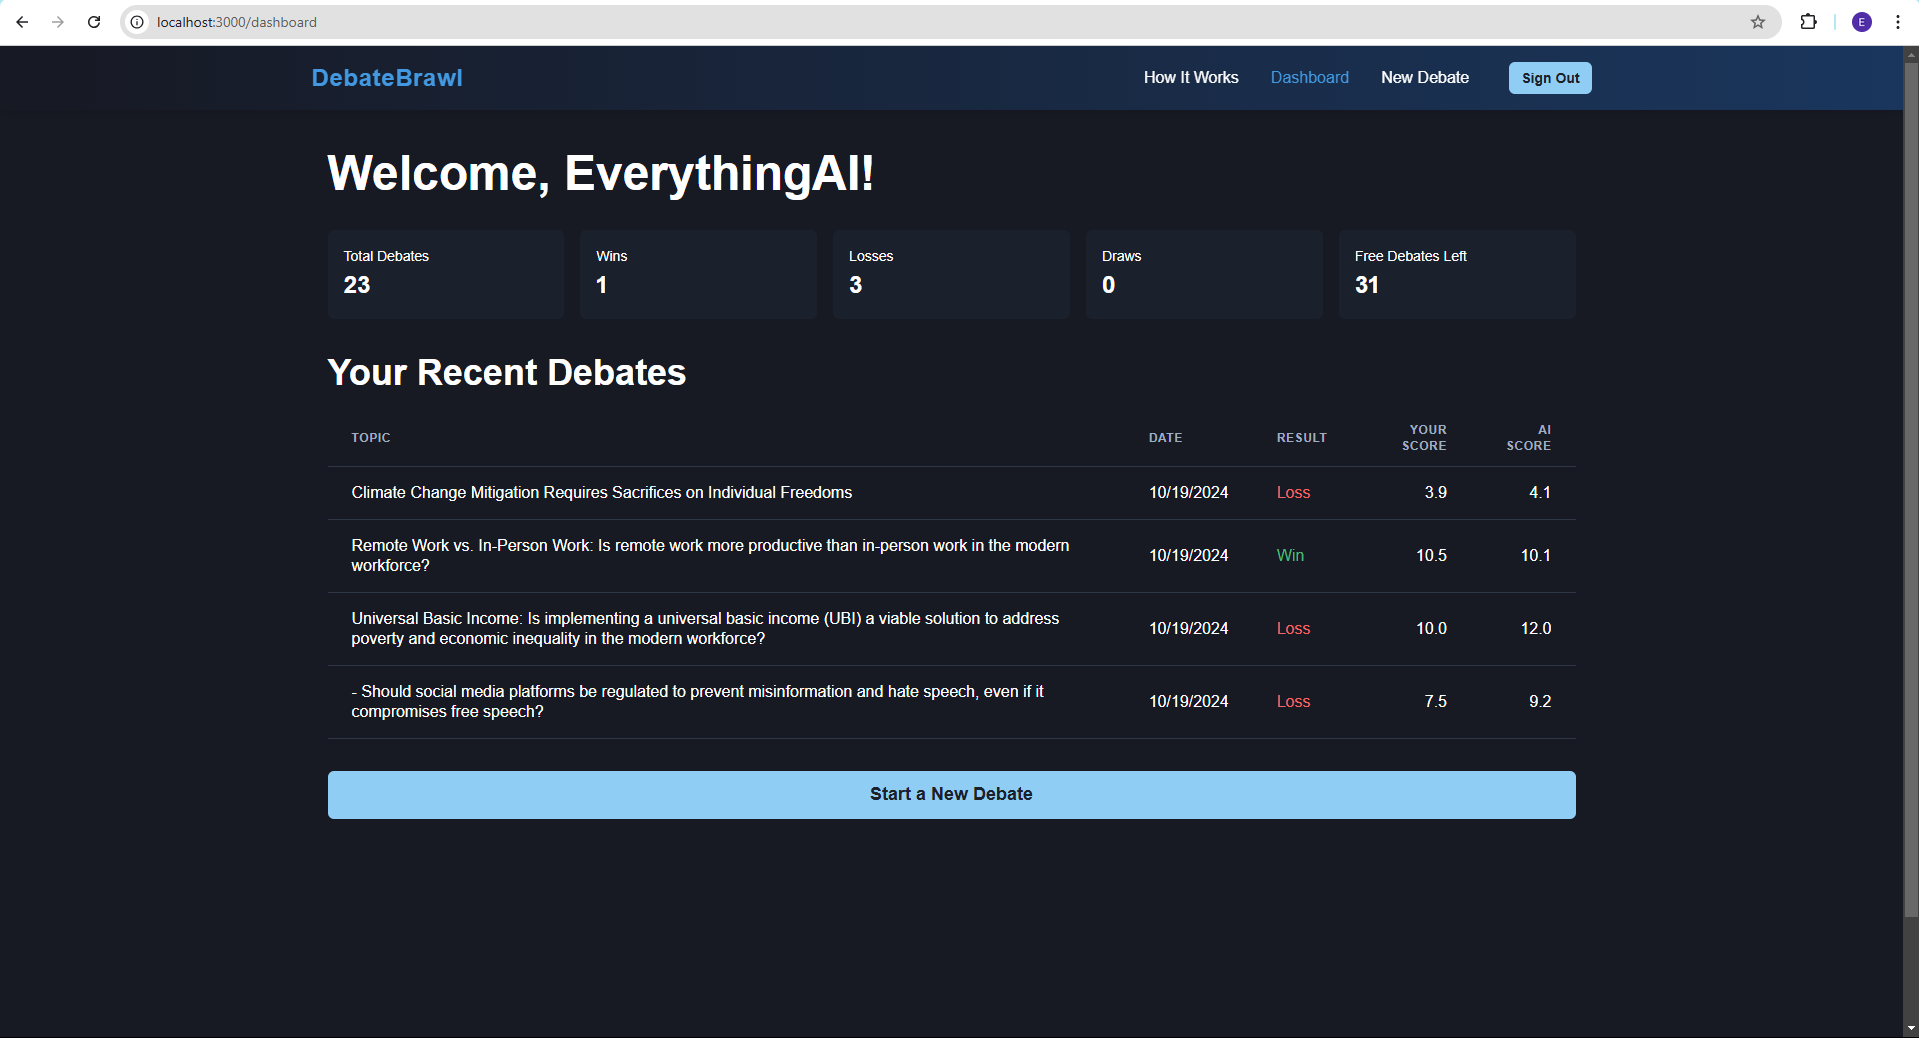 localhost:3000/dashboard
E
DebateBrawl
How It Works Dashboard New Debate Sign Out
Welcome, EverythingAI!
Total Debates Wins Losses Draws Free Debates Left
23 1 3 0 31
Your Recent Debates
TOPIC DATE RESULT YOUR SCORE AI SCORE
Climate Change Mitigation Requires Sacrifices on Individual Freedoms 10/19/2024 Loss 3.9 4.1
Remote Work vs. In-Person Work: Is remote work more productive than in-person work in the modern
workforce? 10/19/2024 Win 10.5 10.1
Universal Basic Income: Is implementing a universal basic income (UBI) a viable solution to address
poverty and economic inequality in the modern workforce? 10/19/2024 Loss 10.0 12.0
- Should social media platforms be regulated to prevent misinformation and hate speech, even if it
compromises free speech? 10/19/2024 Loss 7.5 9.2
Start a New Debate